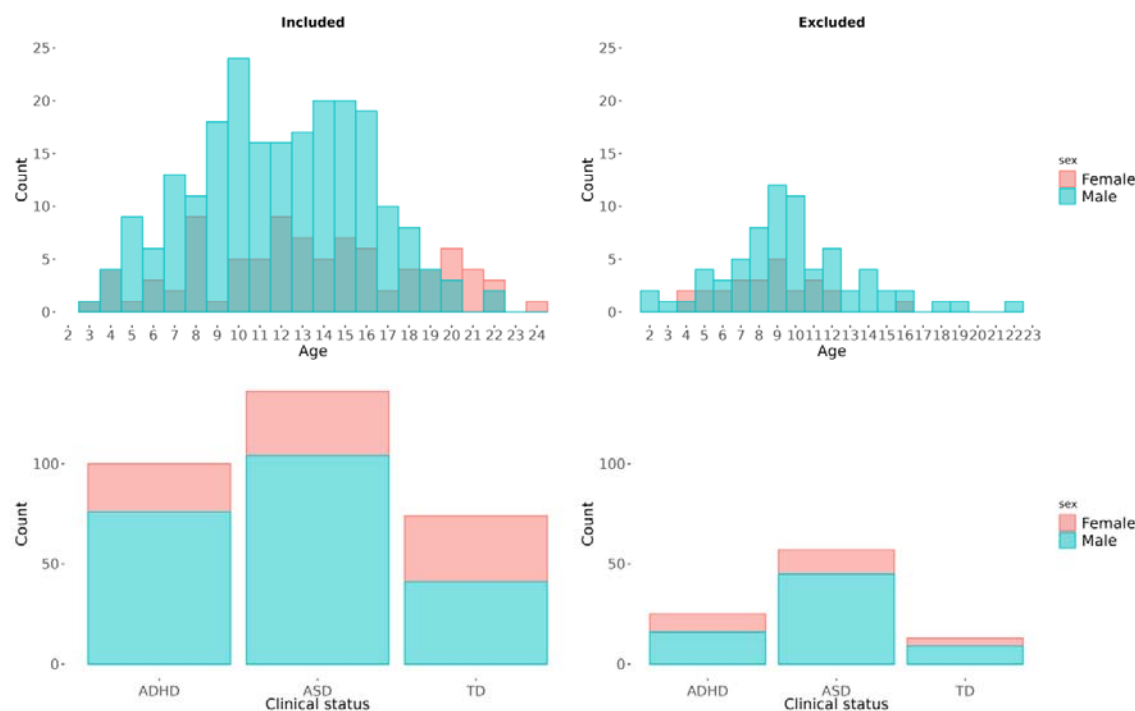 Included
Excluded
25
20
15
10
5
0
Count
2 3 4 5 6 7 8 9 10 11 12 13 14 15 16 17 18 19 20 21 22 23 24
Age
25
20
15
10
5
0
Count
2 3 4 5 6 7 8 9 10 11 12 13 14 15 16 17 18 19 20 21 22 23
Age
sex
Female
Male
100
50
0
Count
ADHD ASD TD
Clinical status
100
50
0
Count
ADHD ASD TD
Clinical status
sex
Female
Male